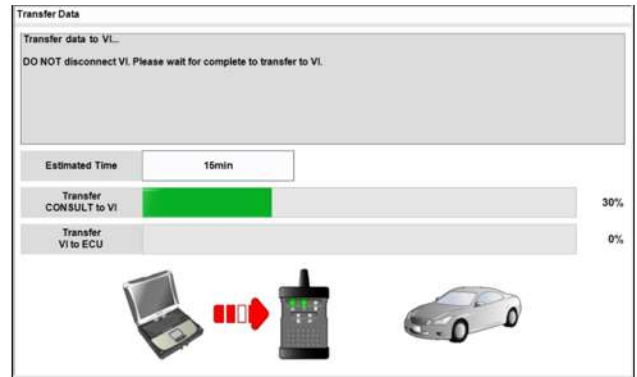 Transfer Data
Transfer data to VI...
DO NOT disconnect VI. Please wait for complete to transfer to VI.
Estimated Time
15min
Transfer
CONSULT to VI
30%
Transfer
VI to ECU
0%